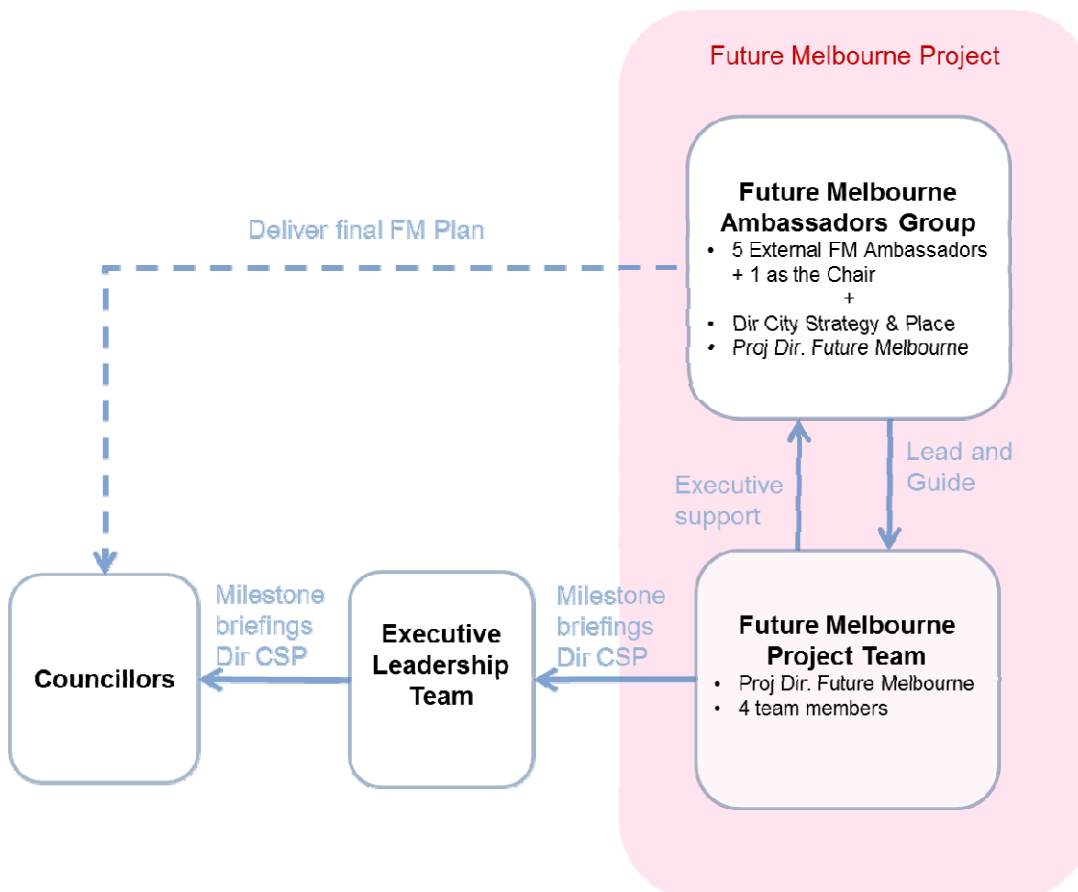 Future Melbourne Project
Future Melbourne
Ambassadors Group
• 5 External FM Ambassadors
+ 1 as the Chair
+
• Dir City Strategy & Place
• Proj Dir. Future Melbourne
Deliver final FM Plan
Executive
support
Lead and
Guide
Councillors
Milestone
briefings
Dir CSP
Executive
Leadership
Team
Milestone
briefings
Dir CSP
Future Melbourne
Project Team
• Proj Dir. Future Melbourne
• 4 team members